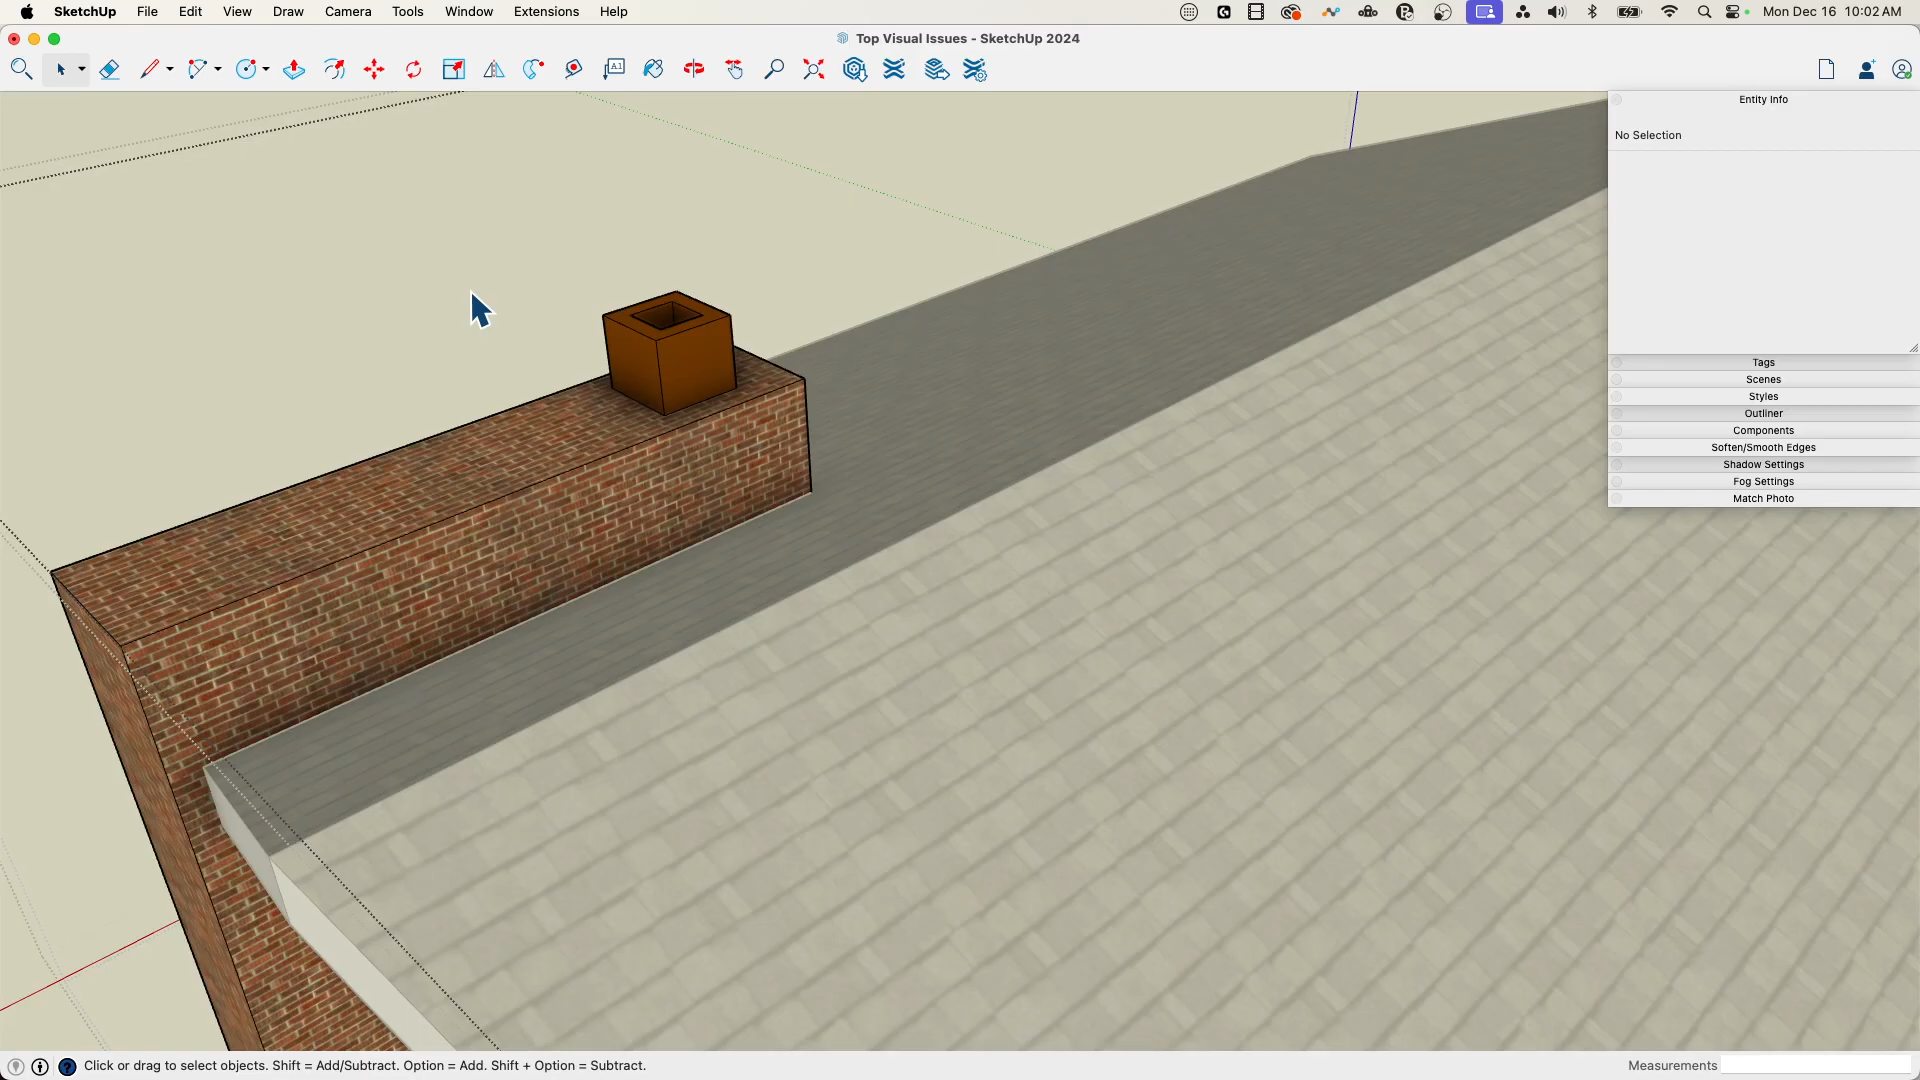 SketchUp File Edit View Draw Camera Tools Window Extensions Help Mon Dec 16 10:02 AM
Top Visual Issues - SketchUp 2024
A1
Entity Info
No Selection
Tags
Scenes
Styles
Outliner
Components
Soften/Smooth Edges
Shadow Settings
Fog Settings
Match Photo
Click or drag to select objects. Shift = Add/Subtract. Option = Add. Shift + Option = Subtract. Measurements